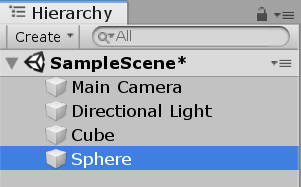 Hierarchy
Create All
SampleScene*
Main Camera
Directional Light
Cube
Sphere